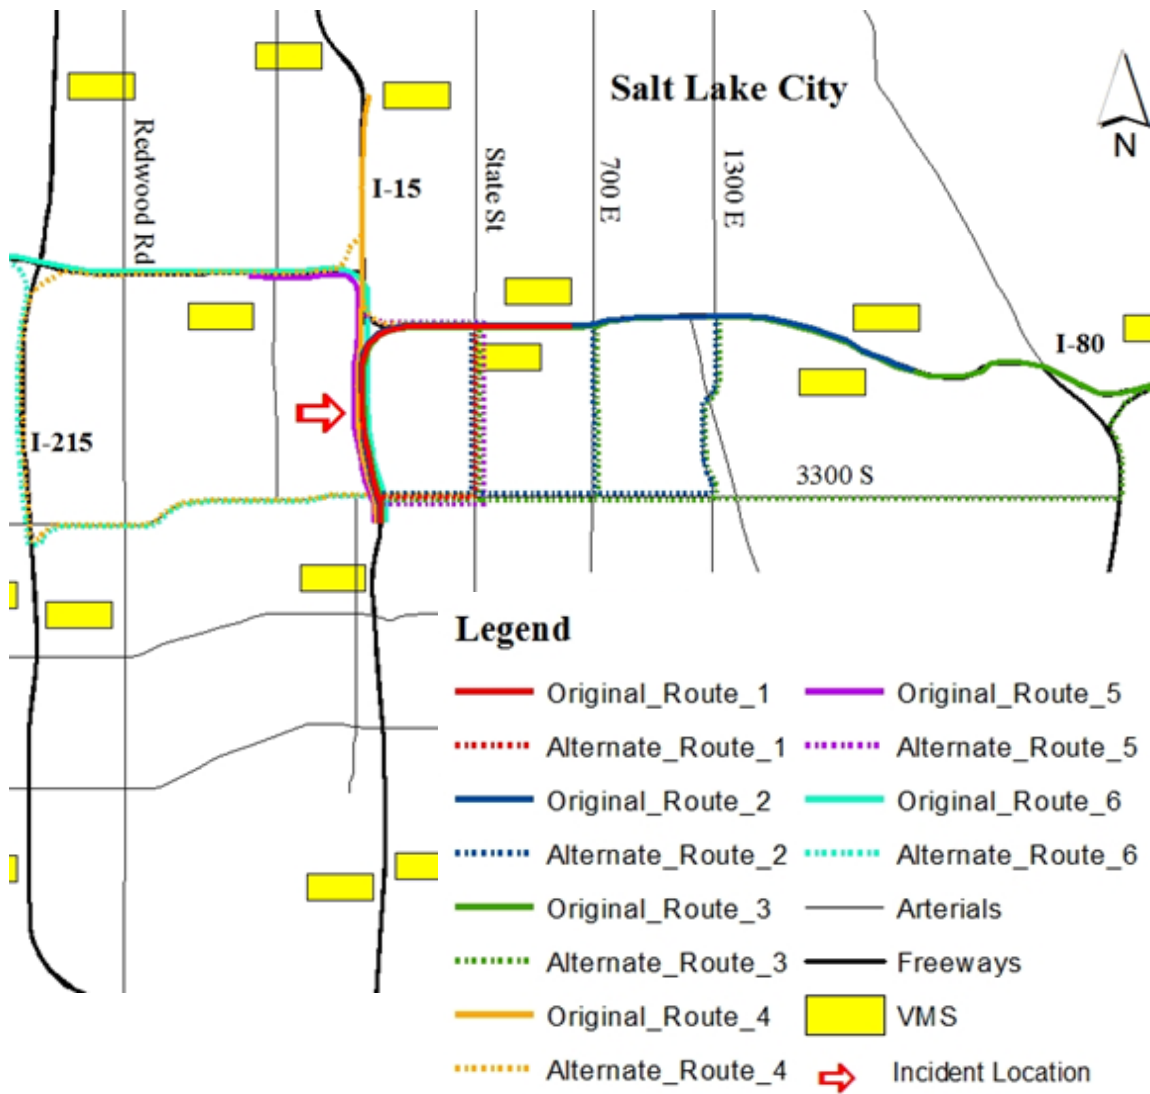 Salt Lake City
N
Redwood Rd
I-15
State St
700 E
1300 E
I-80
I-215
3300 S
Legend
Original_Route_1
Alternate_Route_1
Original_Route_2
Alternate_Route_2
Original_Route_3
Alternate_Route_3
Original_Route_4
Alternate_Route_4
Original_Route_5
Alternate_Route_5
Original_Route_6
Alternate_Route_6
Arterials
Freeways
VMS
Incident Location